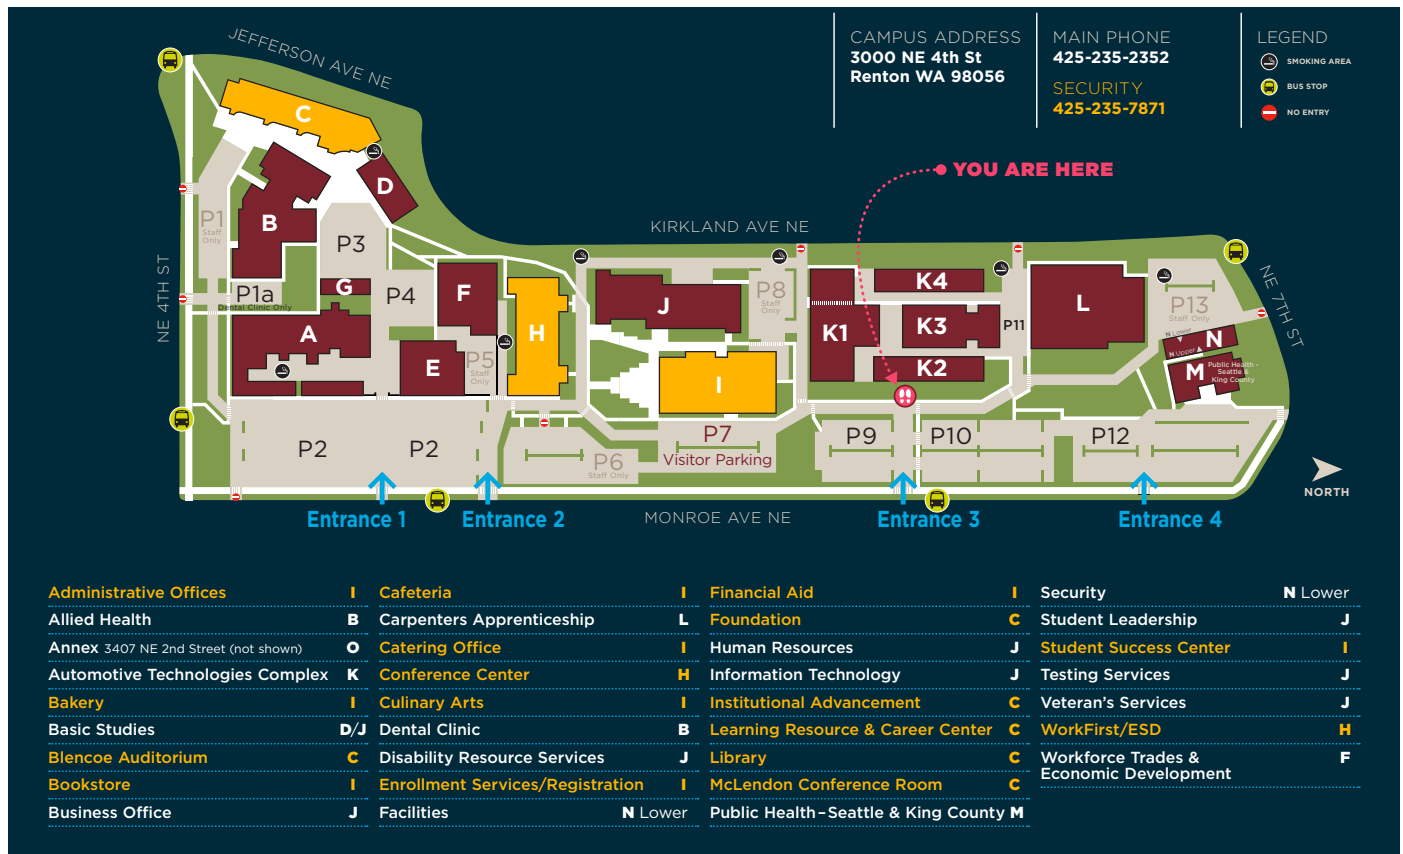 JEFFERSON AVE NE
CAMPUS ADDRESS
3000 NE 4th St
Renton WA 98056
MAIN PHONE
425-235-2352
SECURITY
425-235-7871
LEGEND
SMOKING AREA
BUS STOP
NO ENTRY
YOU ARE HERE
KIRKLAND AVE NE
NE 4TH ST
NE 7TH ST
C
D
B
P1
Staff
Only
P3
P1a
Dental Clinic Only
G
P4
F
A
E
P5
Staff
Only
H
J
P8
Staff
Only
I
K1
K4
K3
K2
P11
L
P13
Staff Only
N Lower
N Upper
N
M
Public Health -
Seattle &
King County
P2
P2
P6
Staff Only
P7
Visitor Parking
P9
P10
P12
NORTH
Entrance 1
Entrance 2
MONROE AVE NE
Entrance 3
Entrance 4
Administrative Offices I
Allied Health B
Annex 3407 NE 2nd Street (not shown) O
Automotive Technologies Complex K
Bakery I
Basic Studies D/J
Blencoe Auditorium C
Bookstore I
Business Office J
Cafeteria I
Carpenters Apprenticeship L
Catering Office I
Conference Center H
Culinary Arts I
Dental Clinic B
Disability Resource Services J
Enrollment Services/Registration I
Facilities N Lower
Financial Aid I
Foundation C
Human Resources J
Information Technology J
Institutional Advancement C
Learning Resource & Career Center C
Library C
McLendon Conference Room C
Public Health–Seattle & King County M
Security N Lower
Student Leadership J
Student Success Center I
Testing Services J
Veteran's Services J
WorkFirst/ESD H
Workforce Trades & F
Economic Development